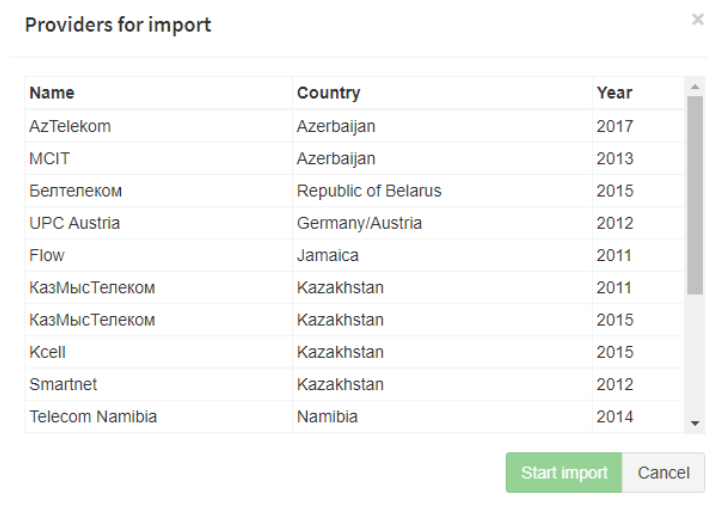 Providers for import ×
Name Country Year
AzTelekom Azerbaijan 2017
MCIT Azerbaijan 2013
Белтелеком Republic of Belarus 2015
UPC Austria Germany/Austria 2012
Flow Jamaica 2011
КазМысТелеком Kazakhstan 2011
КазМысТелеком Kazakhstan 2015
Kcell Kazakhstan 2015
Smartnet Kazakhstan 2012
Telecom Namibia Namibia 2014
Start import Cancel